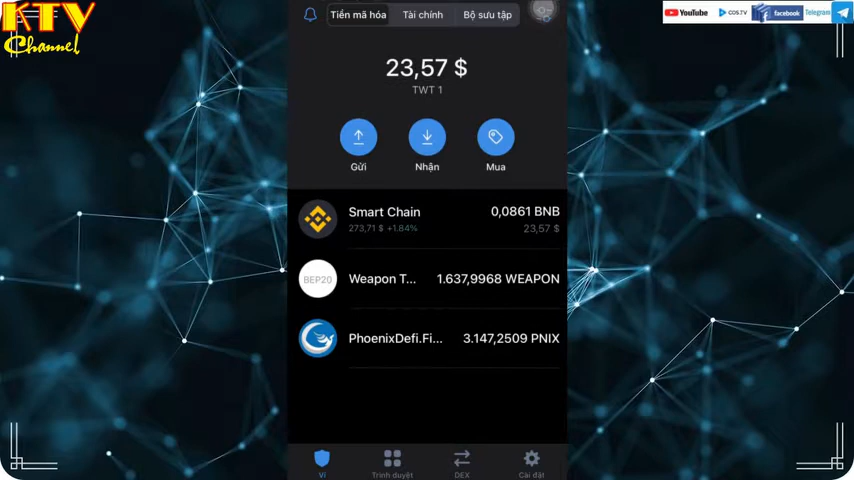 KTV
Channel
YouTube
COS.TV
facebook
Telegram
Tiền mã hóa
Tài chính
Bộ sưu tập
23,57 $
TWT 1
Gửi
Nhận
Mua
Smart Chain
0,0861 BNB
273,71 $ +1.84%
23,57 $
BEP20
Weapon T...
1.637,9968 WEAPON
PhoenixDefi.Fi...
3.147,2509 PNIX
Ví
Trình duyệt
DEX
Cài đặt